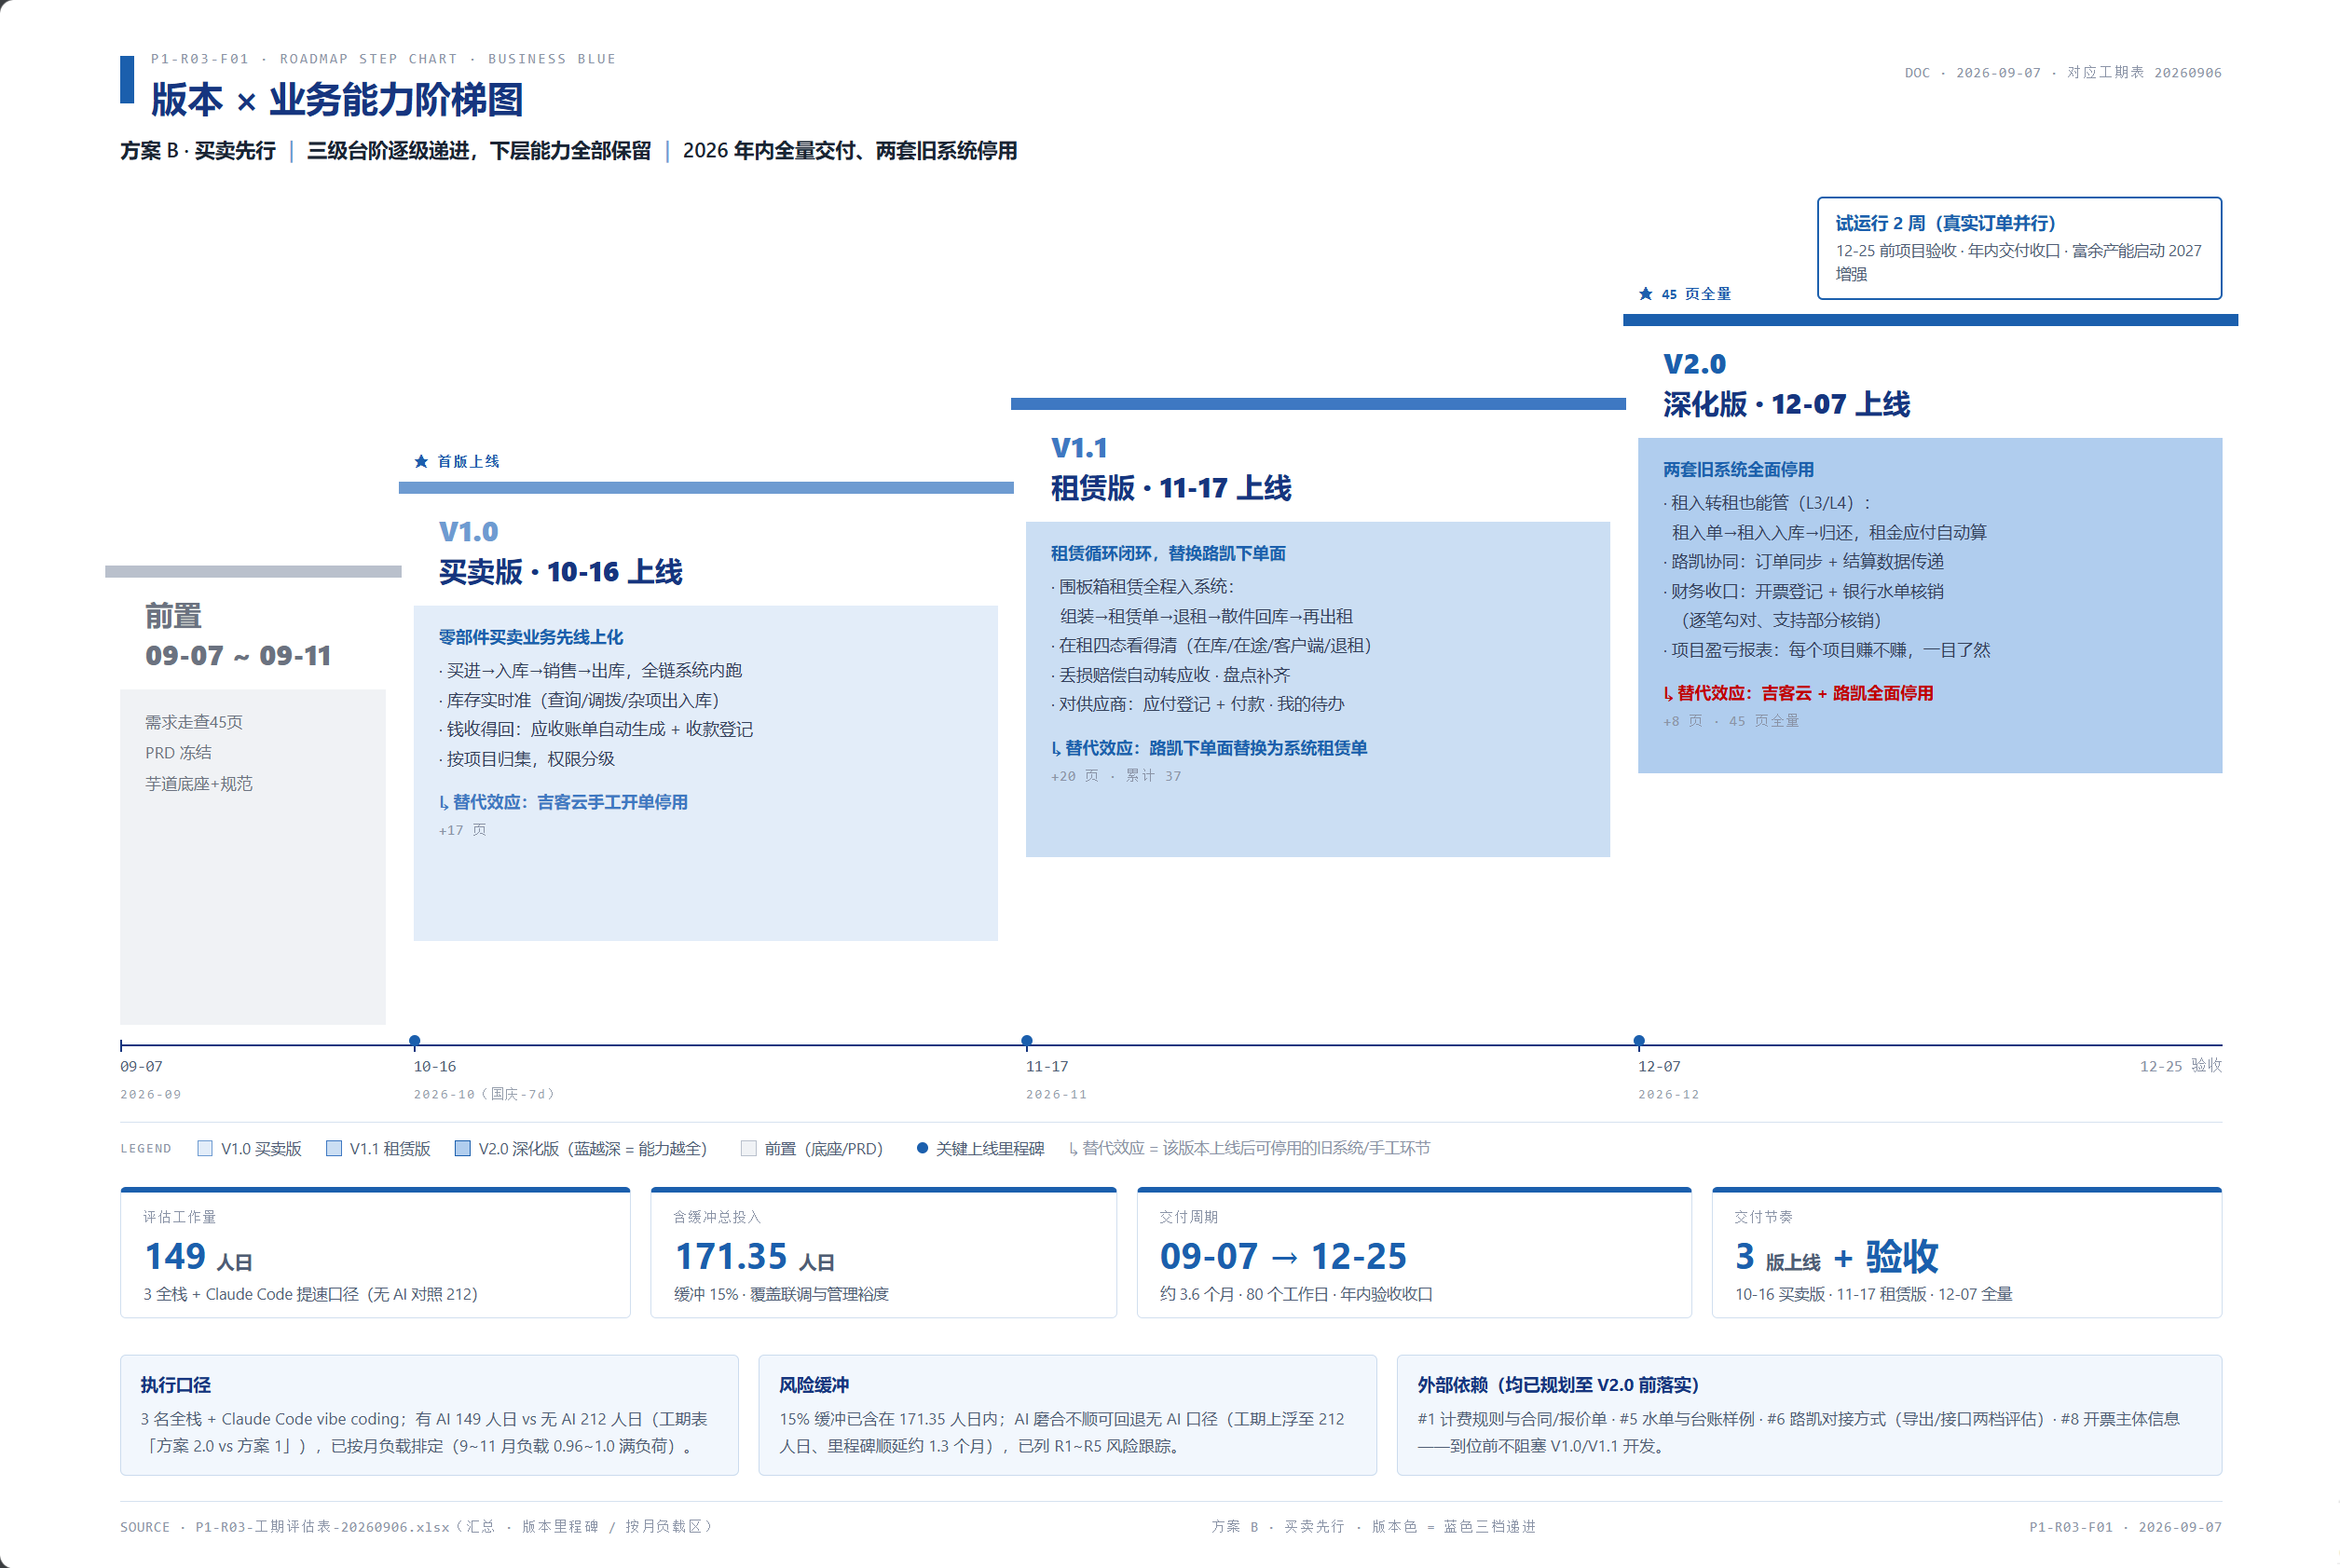 P1-R03-F01 · ROADMAP STEP CHART · BUSINESS BLUE
版本 × 业务能力阶梯图
DOC · 2026-09-07 · 对应工期表 20260906
方案 B · 买卖先行 | 三级台阶逐级递进，下层能力全部保留 | 2026 年内全量交付、两套旧系统停用
前置
09-07 ~ 09-11
需求走查45页
PRD 冻结
芋道底座+规范
★ 首版上线
V1.0
买卖版 · 10-16 上线
零部件买卖业务先线上化
· 买进→入库→销售→出库，全链系统内跑
· 库存实时准（查询/调拨/杂项出入库）
· 钱收得回：应收账单自动生成 + 收款登记
· 按项目归集，权限分级
↳ 替代效应：吉客云手工开单停用
+17 页
V1.1
租赁版 · 11-17 上线
租赁循环闭环，替换路凯下单面
· 围板箱租赁全程入系统：
组装→租赁单→退租→散件回库→再出租
· 在租四态看得清（在库/在途/客户端/退租）
· 丢损赔偿自动转应收 · 盘点补齐
· 对供应商：应付登记 + 付款 · 我的待办
↳ 替代效应：路凯下单面替换为系统租赁单
+20 页 · 累计 37
试运行 2 周（真实订单并行）
12-25 前项目验收 · 年内交付收口 · 富余产能启动 2027
增强
★ 45 页全量
V2.0
深化版 · 12-07 上线
两套旧系统全面停用
· 租入转租也能管（L3/L4）：
租入单→租入入库→归还，租金应付自动算
· 路凯协同：订单同步 + 结算数据传递
· 财务收口：开票登记 + 银行水单核销
（逐笔勾对、支持部分核销）
· 项目盈亏报表：每个项目赚不赚，一目了然
↳ 替代效应：吉客云 + 路凯全面停用
+8 页 · 45 页全量
09-07
10-16
11-17
12-07
12-25 验收
2026-09
2026-10（国庆-7d）
2026-11
2026-12
LEGEND V1.0 买卖版 V1.1 租赁版 V2.0 深化版（蓝越深 = 能力越全） 前置（底座/PRD） 关键上线里程碑 ↳ 替代效应 = 该版本上线后可停用的旧系统/手工环节
评估工作量
149 人日
3 全栈 + Claude Code 提速口径（无 AI 对照 212）
含缓冲总投入
171.35 人日
缓冲 15% · 覆盖联调与管理裕度
交付周期
09-07 → 12-25
约 3.6 个月 · 80 个工作日 · 年内验收收口
交付节奏
3 版上线 + 验收
10-16 买卖版 · 11-17 租赁版 · 12-07 全量
执行口径
3 名全栈 + Claude Code vibe coding；有 AI 149 人日 vs 无 AI 212 人日（工期表
「方案 2.0 vs 方案 1」），已按月负载排定（9~11 月负载 0.96~1.0 满负荷）。
风险缓冲
15% 缓冲已含在 171.35 人日内；AI 磨合不顺可回退无 AI 口径（工期上浮至 212
人日、里程碑顺延约 1.3 个月），已列 R1~R5 风险跟踪。
外部依赖（均已规划至 V2.0 前落实）
#1 计费规则与合同/报价单 · #5 水单与台账样例 · #6 路凯对接方式（导出/接口两档评估）· #8 开票主体信息
——到位前不阻塞 V1.0/V1.1 开发。
SOURCE · P1-R03-工期评估表-20260906.xlsx（汇总 · 版本里程碑 / 按月负载区）
方案 B · 买卖先行 · 版本色 = 蓝色三档递进
P1-R03-F01 · 2026-09-07